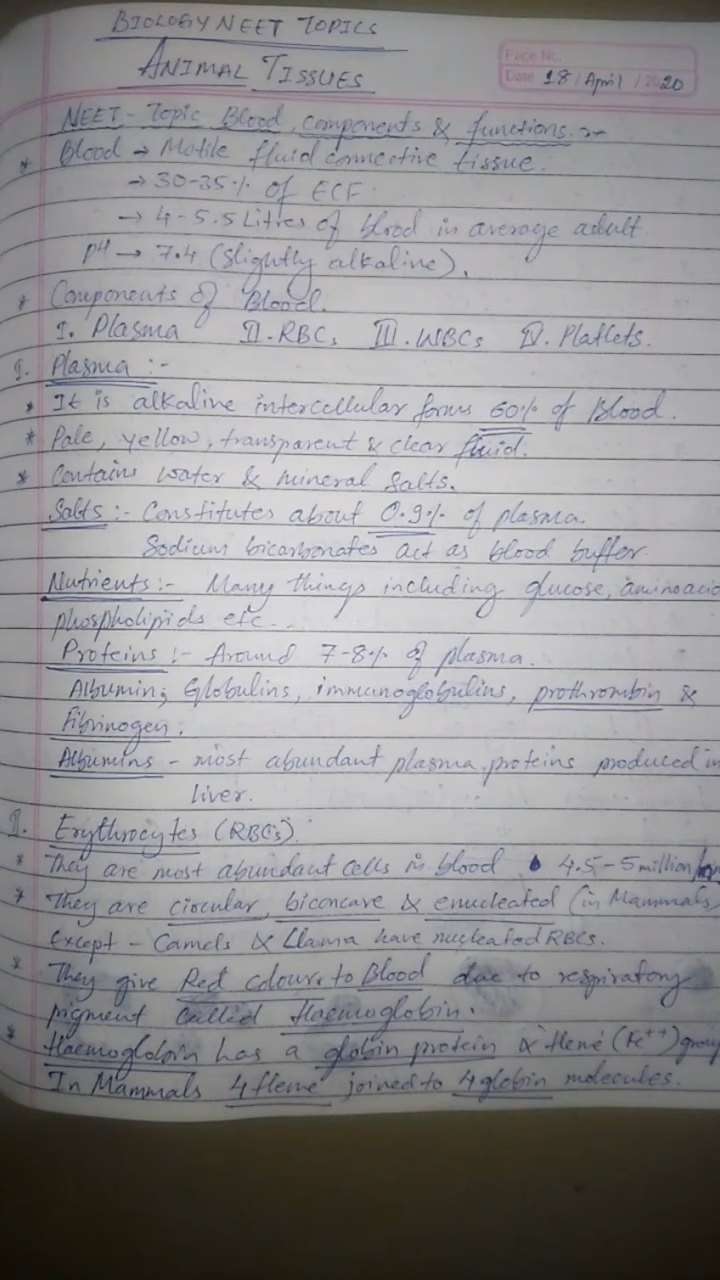 BIOLOGY NEET TOPICS
ANIMAL TISSUES
Page No.
Date 18 / April / 2020
NEET - Topic Blood, components & functions :-
* Blood → Motile fluid connective tissue.
→ 30-35% of ECF
→ 4-5.5 Litres of blood in average adult
pH → 7.4 (slightly alkaline).
* Components of Blood.
I. Plasma II. RBCs III. WBCs IV. Platlets.
I. Plasma :-
* It is alkaline intercellular forms 60% of Blood.
* Pale, yellow, transparent & clear fluid.
* Contains water & mineral salts.
Salts :- Constitutes about 0.9% of plasma.
Sodium bicarbonates act as blood buffer
Nutrients :- Many things including glucose, aminoacid
phospholipids etc...
Proteins :- Around 7-8% of plasma.
Albumin, Globulins, immunoglobulins, prothrombin &
Fibrinogen.
Albumins - most abundant plasma proteins produced in
liver.
II. Erythrocytes (RBCs)
* They are most abundant cells in blood 4.5-5 million/
* They are circular, biconcave & enucleated (in Mammals)
Except - Camels & Llama have nucleated RBCs.
* They give Red colour to Blood due to respiratory
pigment called Haemoglobin.
* Haemoglobin has a globin protein & Heme (Fe++) group
In Mammals 4 Heme joined to 4 globin molecules.